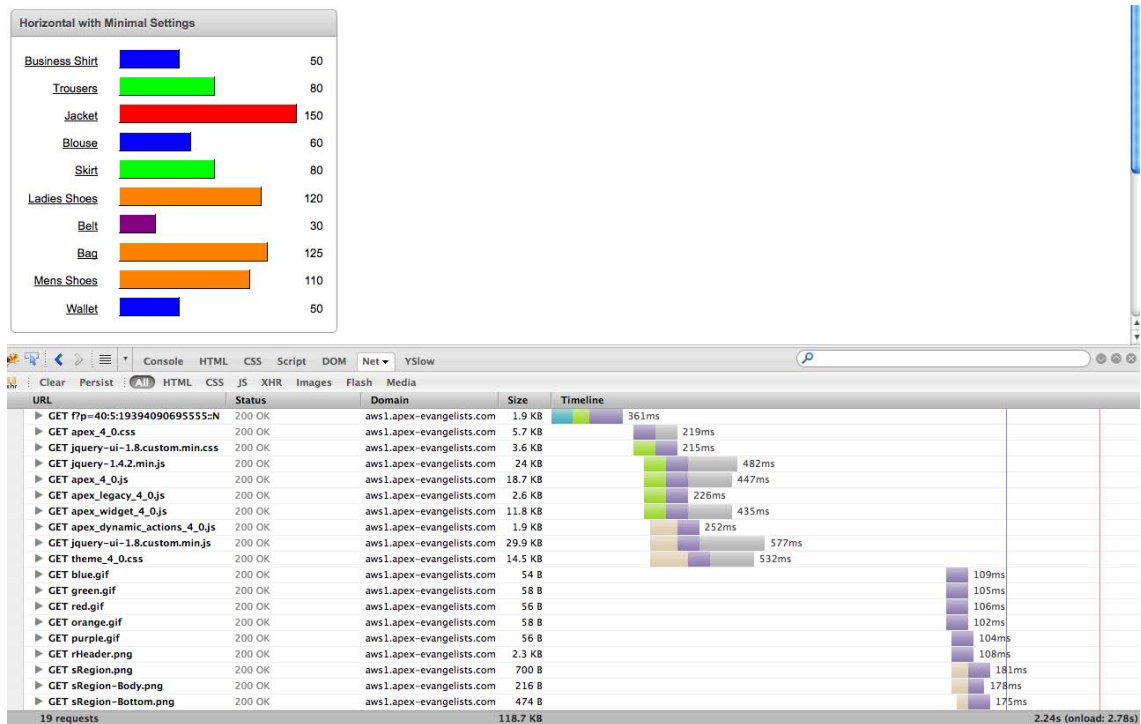 Horizontal with Minimal Settings
Business Shirt 50
Trousers 80
Jacket 150
Blouse 60
Skirt 80
Ladies Shoes 120
Belt 30
Bag 125
Mens Shoes 110
Wallet 50
Console HTML CSS Script DOM Net YSlow
Clear Persist All HTML CSS JS XHR Images Flash Media
URL Status Domain Size Timeline
GET f?p=40:5:19394090695555::N 200 OK aws1.apex-evangelists.com 1.9 KB 361ms
GET apex_4_0.css 200 OK aws1.apex-evangelists.com 5.7 KB 219ms
GET jquery-ui-1.8.custom.min.css 200 OK aws1.apex-evangelists.com 3.6 KB 215ms
GET jquery-1.4.2.min.js 200 OK aws1.apex-evangelists.com 24 KB 482ms
GET apex_4_0.js 200 OK aws1.apex-evangelists.com 18.7 KB 447ms
GET apex_legacy_4_0.js 200 OK aws1.apex-evangelists.com 2.6 KB 226ms
GET apex_widget_4_0.js 200 OK aws1.apex-evangelists.com 11.8 KB 435ms
GET apex_dynamic_actions_4_0.js 200 OK aws1.apex-evangelists.com 1.9 KB 252ms
GET jquery-ui-1.8.custom.min.js 200 OK aws1.apex-evangelists.com 29.9 KB 577ms
GET theme_4_0.css 200 OK aws1.apex-evangelists.com 14.5 KB 532ms
GET blue.gif 200 OK aws1.apex-evangelists.com 54 B 109ms
GET green.gif 200 OK aws1.apex-evangelists.com 58 B 105ms
GET red.gif 200 OK aws1.apex-evangelists.com 56 B 106ms
GET orange.gif 200 OK aws1.apex-evangelists.com 58 B 102ms
GET purple.gif 200 OK aws1.apex-evangelists.com 56 B 104ms
GET rHeader.png 200 OK aws1.apex-evangelists.com 2.3 KB 108ms
GET sRegion.png 200 OK aws1.apex-evangelists.com 700 B 181ms
GET sRegion-Body.png 200 OK aws1.apex-evangelists.com 216 B 178ms
GET sRegion-Bottom.png 200 OK aws1.apex-evangelists.com 474 B 175ms
19 requests 118.7 KB 2.24s (onload: 2.78s)